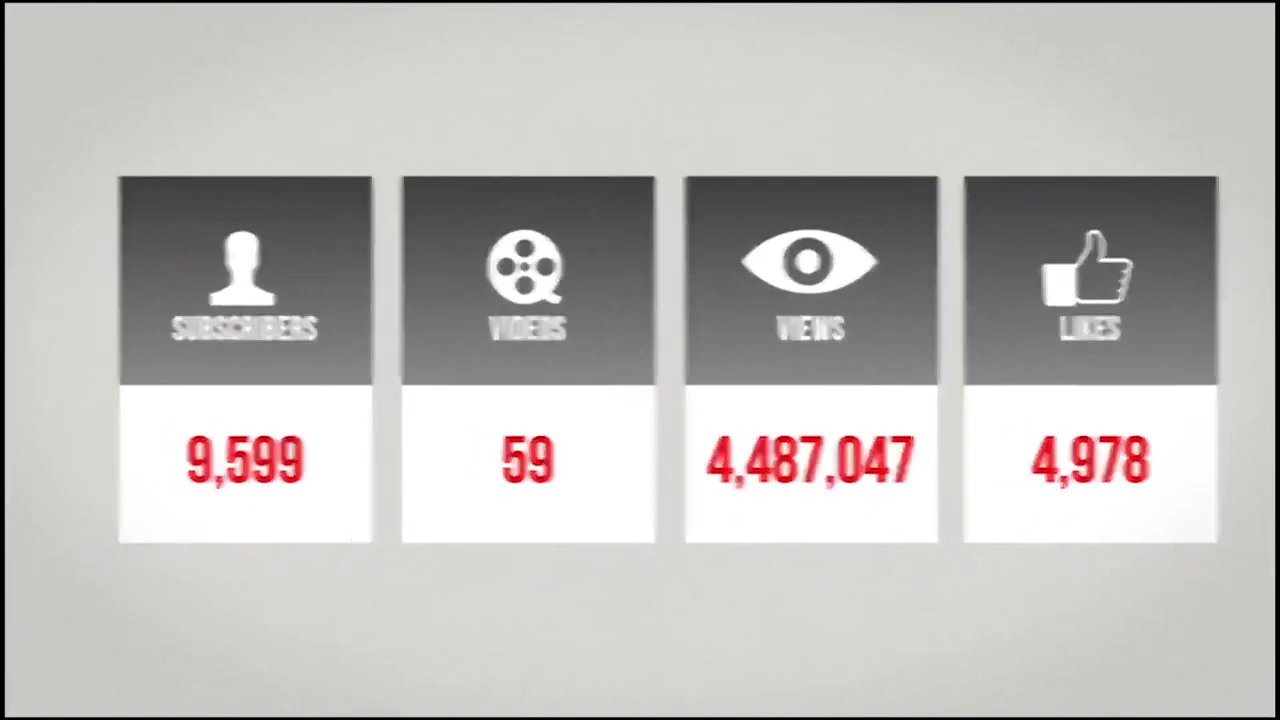 SUBSCRIBERS
9,599
VIDEOS
59
VIEWS
4,487,047
LIKES
4,978